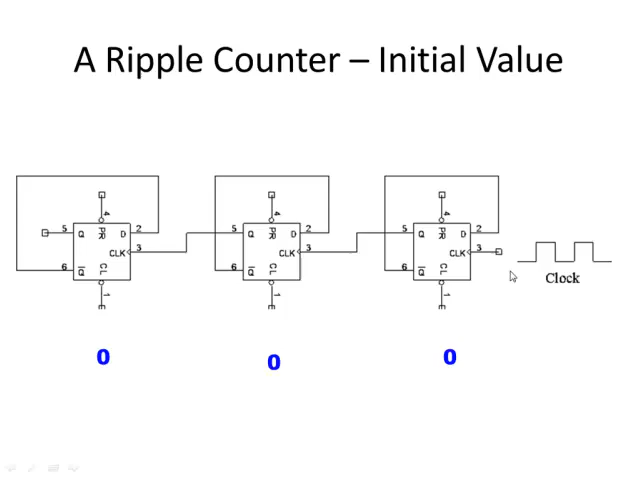 A Ripple Counter – Initial Value
4 4 4
5 Q PR D 2 5 Q PR D 2 5 Q PR D 2
CLK 3 CLK 3 CLK 3
6 Q̅ CL 6 Q̅ CL 6 Q̅ CL
Clock
1 1 1
0 0 0